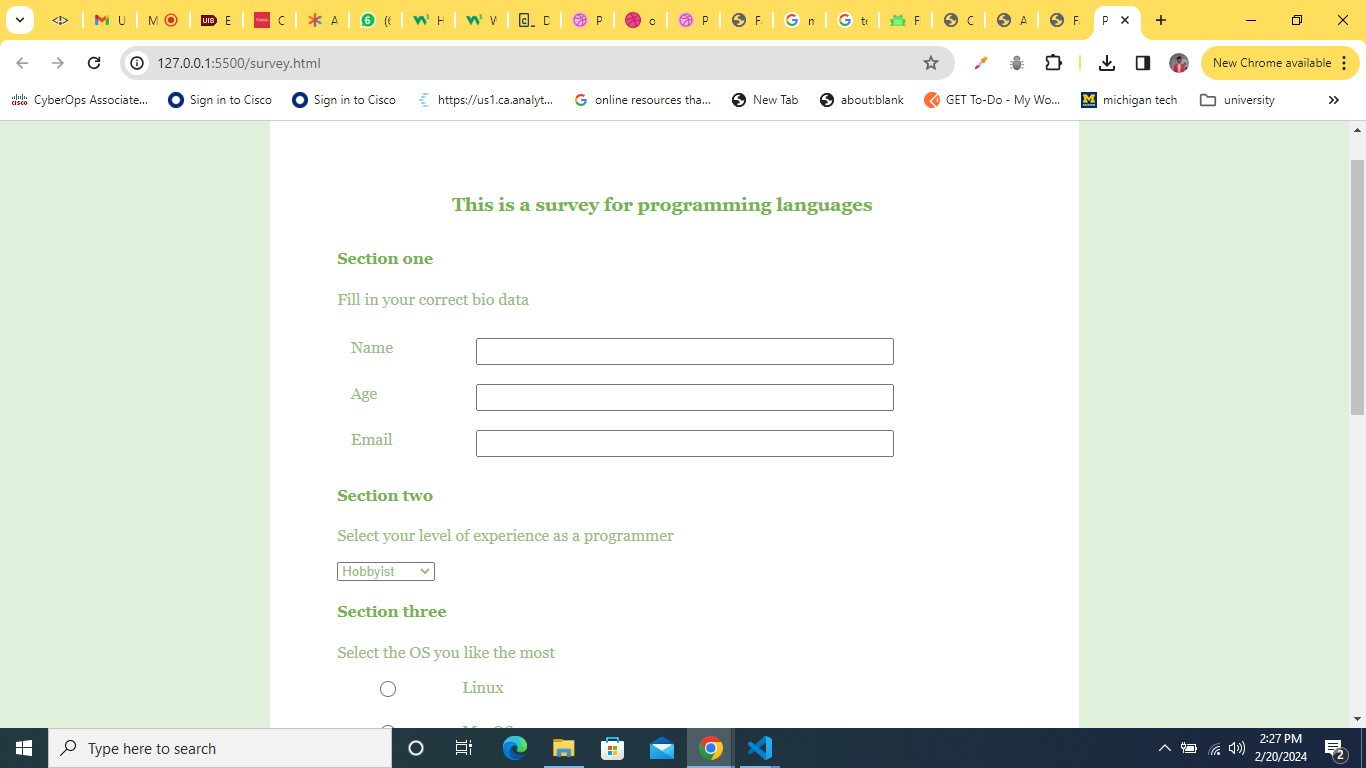 U M E C A (6 H W D P o P F m te F C A F P
127.0.0.1:5500/survey.html
New Chrome available
CyberOps Associate... Sign in to Cisco Sign in to Cisco https://us1.ca.analyt... online resources tha... New Tab about:blank GET To-Do - My Wo... michigan tech university
This is a survey for programming languages
Section one
Fill in your correct bio data
Name
Age
Email
Section two
Select your level of experience as a programmer
Hobbyist
Section three
Select the OS you like the most
Linux
Type here to search
2:27 PM
2/20/2024
2